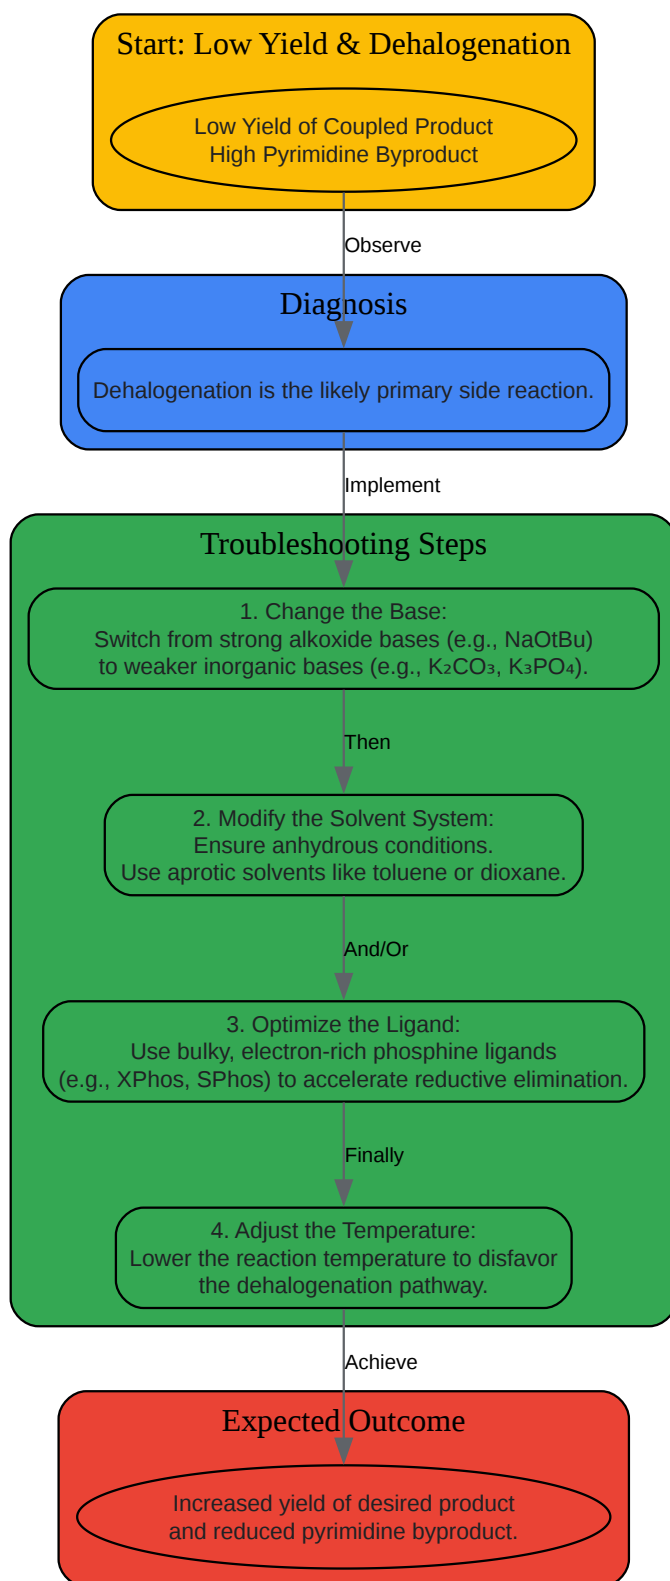 Start: Low Yield & Dehalogenation
Low Yield of Coupled Product
High Pyrimidine Byproduct
Observe
Diagnosis
Dehalogenation is the likely primary side reaction.
Implement
Troubleshooting Steps
1. Change the Base:
Switch from strong alkoxide bases (e.g., NaOtBu)
to weaker inorganic bases (e.g., K₂CO₃, K₃PO₄).
Then
2. Modify the Solvent System:
Ensure anhydrous conditions.
Use aprotic solvents like toluene or dioxane.
And/Or
3. Optimize the Ligand:
Use bulky, electron-rich phosphine ligands
(e.g., XPhos, SPhos) to accelerate reductive elimination.
Finally
4. Adjust the Temperature:
Lower the reaction temperature to disfavor
the dehalogenation pathway.
Achieve
Expected Outcome
Increased yield of desired product
and reduced pyrimidine byproduct.